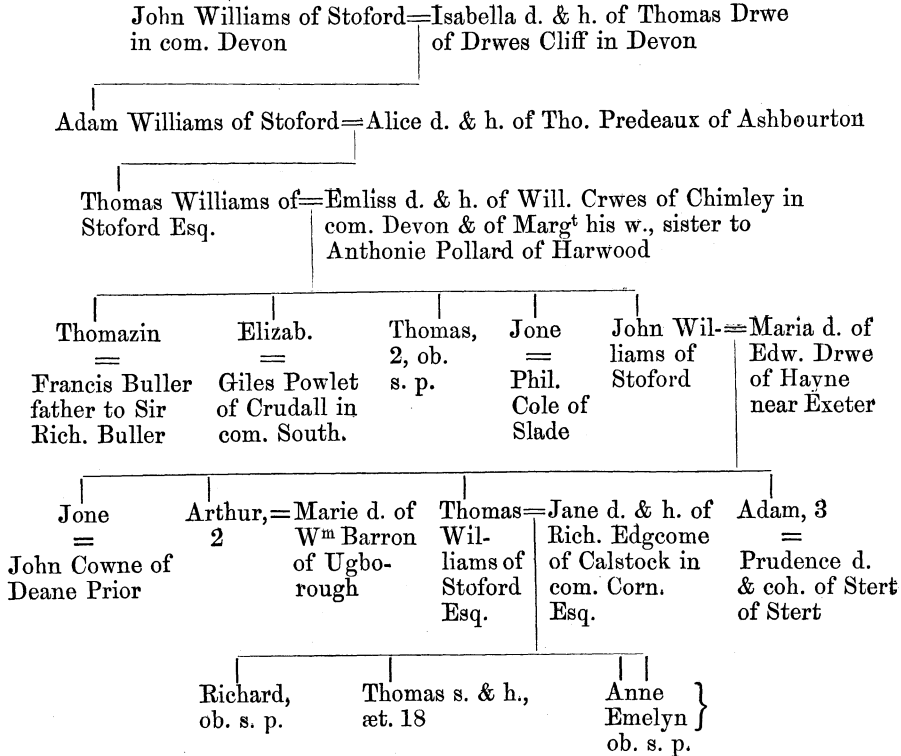 John Williams of Stoford=Isabella d. & h. of Thomas Drwe
in com. Devon
of Drwes Cliff in Devon
Adam Williams of Stoford=Alice d. & h. of Tho. Predeaux of Ashbourton
Thomas Williams of=Emliss d. & h. of Will. Crwes of Chimley in
Stoford Esq.
com. Devon & of Margt his w., sister to
Anthonie Pollard of Harwood
Thomazin
=
Francis Buller
father to Sir
Rich. Buller
Elizab.
=
Giles Powlet
of Crudall in
com. South.
Thomas,
2, ob.
s. p.
Jone
=
Phil.
Cole of
Slade
John Wil-=Maria d. of
liams of
Stoford
Edw. Drwe
of Hayne
near Exeter
Jone
=
John Cowne of
Deane Prior
Arthur,=Marie d. of
2
Wm Barron
of Ugbo-
rough
Thomas=Jane d. & h. of
Wil-
liams of
Stoford
Esq.
Rich. Edgcome
of Calstock in
com. Corn.
Esq.
Adam, 3
=
Prudence d.
& coh. of Stert
of Stert
Richard,
ob. s. p.
Thomas s. & h.,
æt. 18
Anne
Emelyn }
ob. s. p.